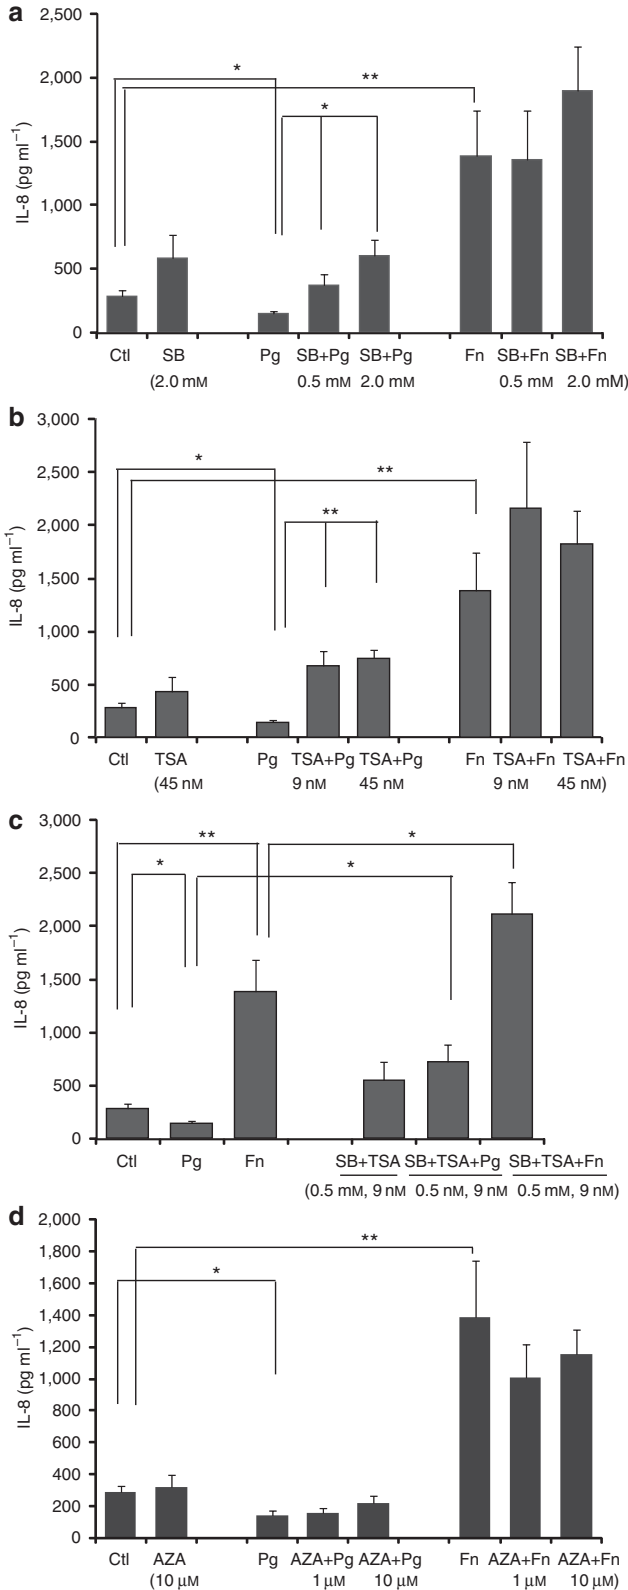 a
2,500
2,000
1,500
1,000
500
0
IL-8 (pg ml⁻¹)
*
**
*
Ctl SB Pg SB+Pg SB+Pg Fn SB+Fn SB+Fn
(2.0 mM 0.5 mM 2.0 mM 0.5 mM 2.0 mM)
b
3,000
2,500
2,000
1,500
1,000
500
0
IL-8 (pg ml⁻¹)
*
**
**
Ctl TSA Pg TSA+Pg TSA+Pg Fn TSA+Fn TSA+Fn
(45 nM 9 nM 45 nM 9 nM 45 nM)
c
3,000
2,500
2,000
1,500
1,000
500
0
IL-8 (pg ml⁻¹)
**
*
*
*
Ctl Pg Fn SB+TSA SB+TSA+Pg SB+TSA+Fn
(0.5 mM, 9 nM 0.5 nM, 9 nM 0.5 mM, 9 nM)
d
2,000
1,800
1,600
1,400
1,200
1,000
800
600
400
200
0
IL-8 (pg ml⁻¹)
**
*
Ctl AZA Pg AZA+Pg AZA+Pg Fn AZA+Fn AZA+Fn
(10 μM 1 μM 10 μM 1 μM 10 μM)